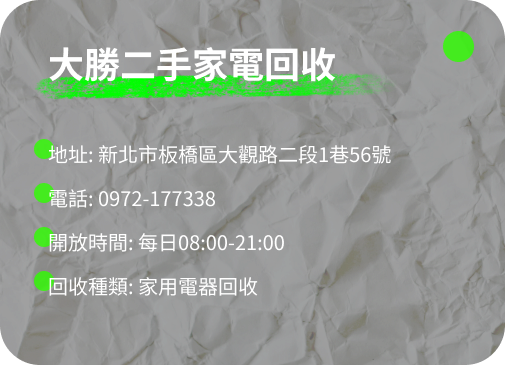 大勝二手家電回收
地址: 新北市板橋區大觀路二段1巷56號
電話: 0972-177338
開放時間: 每日08:00-21:00
回收種類: 家用電器回收